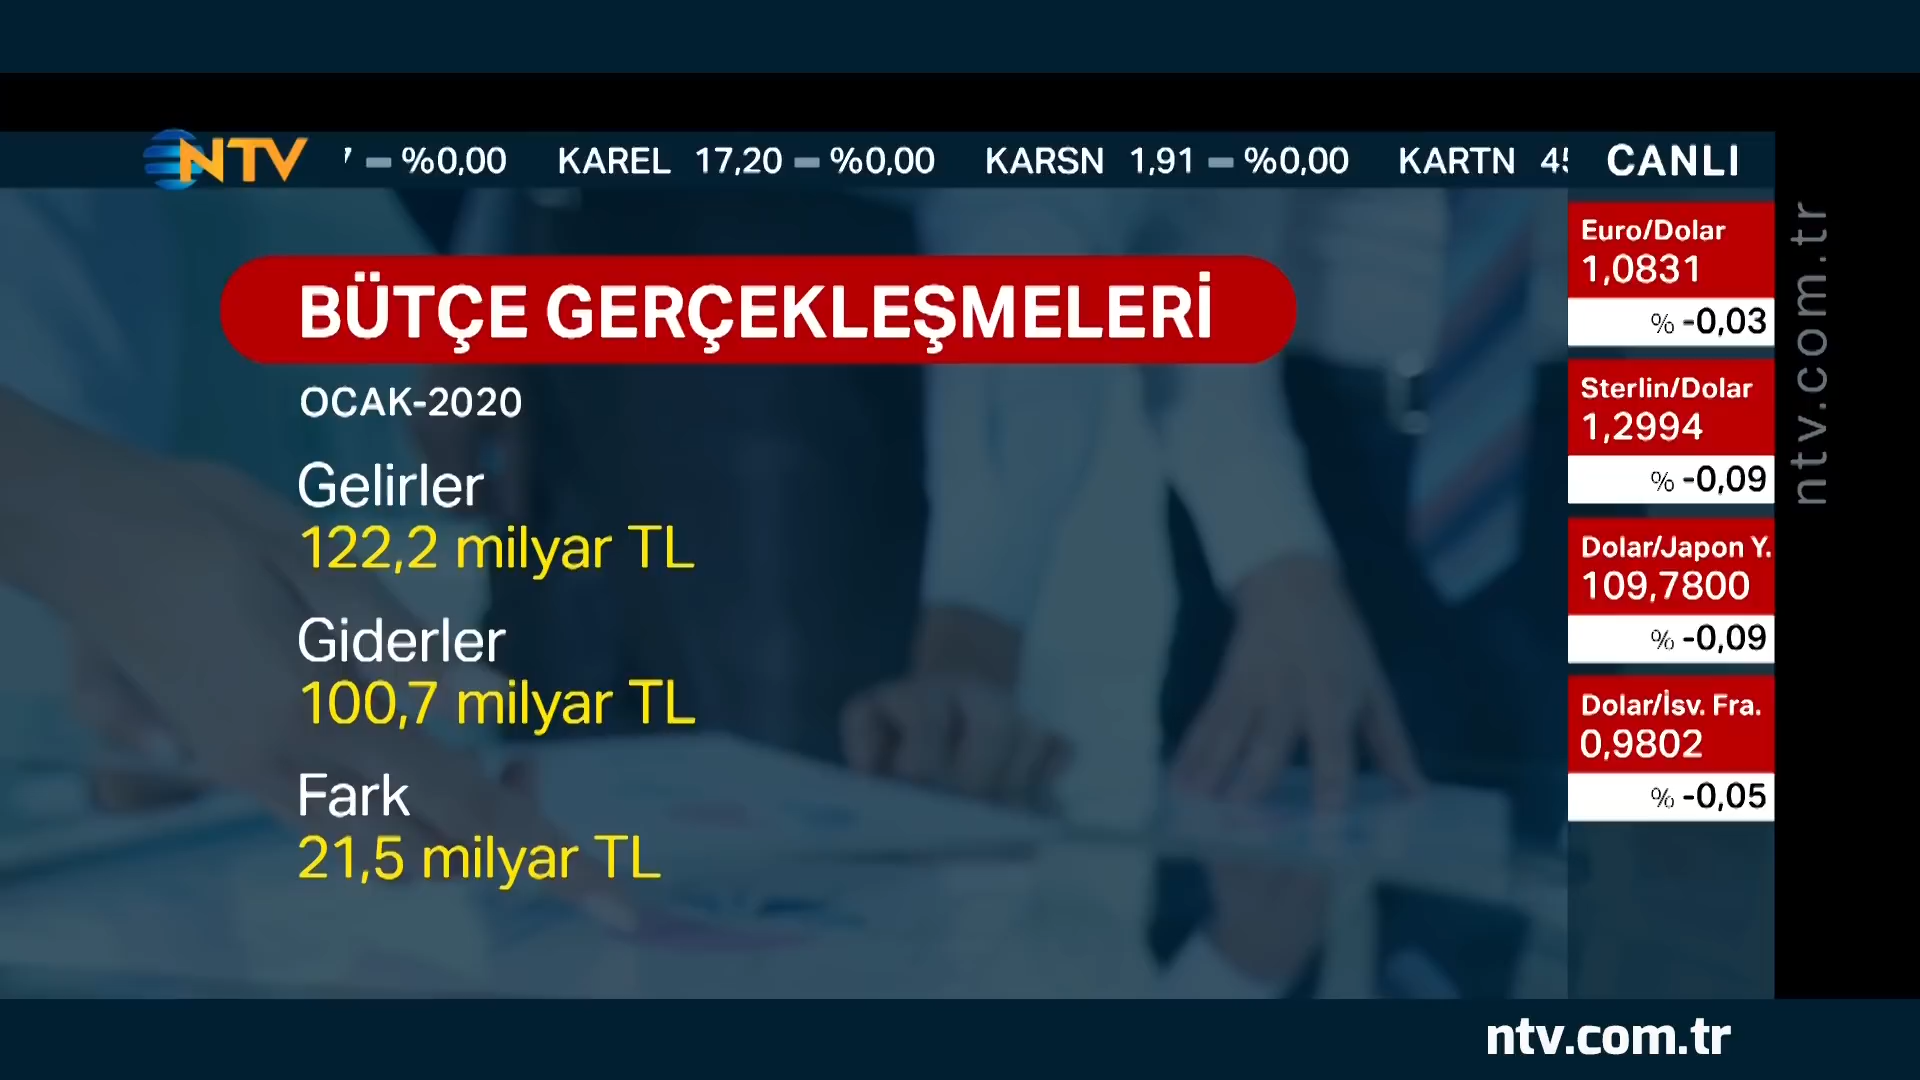 NTV
%0,00 KAREL 17,20 %0,00 KARSN 1,91 %0,00 KARTN CANLI
BÜTÇE GERÇEKLEŞMELERİ
OCAK-2020
Gelirler
122,2 milyar TL
Giderler
100,7 milyar TL
Fark
21,5 milyar TL
Euro/Dolar
1,0831
% -0,03
Sterlin/Dolar
1,2994
% -0,09
Dolar/Japon Y.
109,7800
% -0,09
Dolar/İsv. Fra.
0,9802
% -0,05
ntv.com.tr
ntv.com.tr